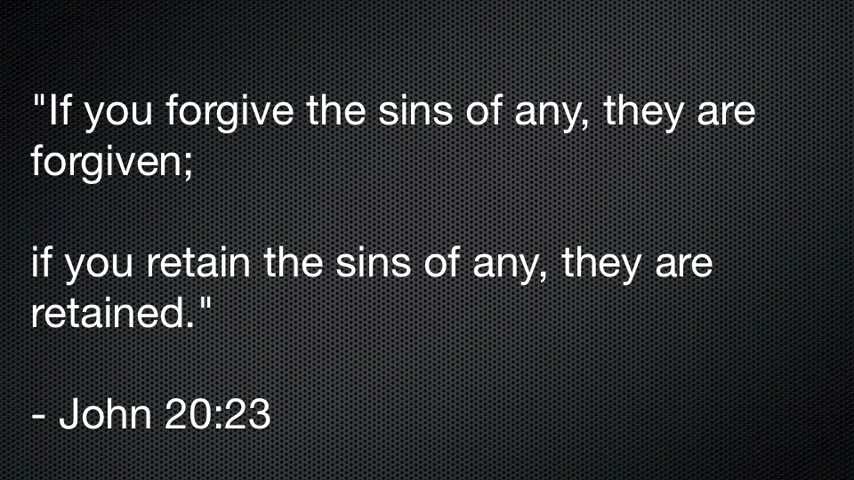 "If you forgive the sins of any, they are
forgiven;
if you retain the sins of any, they are
retained."
- John 20:23